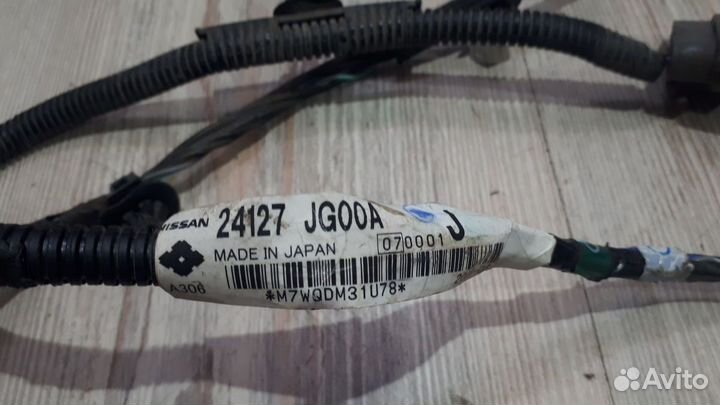 NISSAN 24127 JG00A J
MADE IN JAPAN 070001
A306
*M7WQDM31U78*
Avito